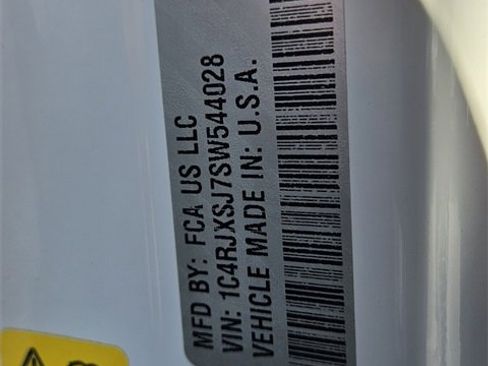 MFD BY: FCA US LLC
VIN: 1C4RJXSJ7SW544028
VEHICLE MADE IN: U.S.A.